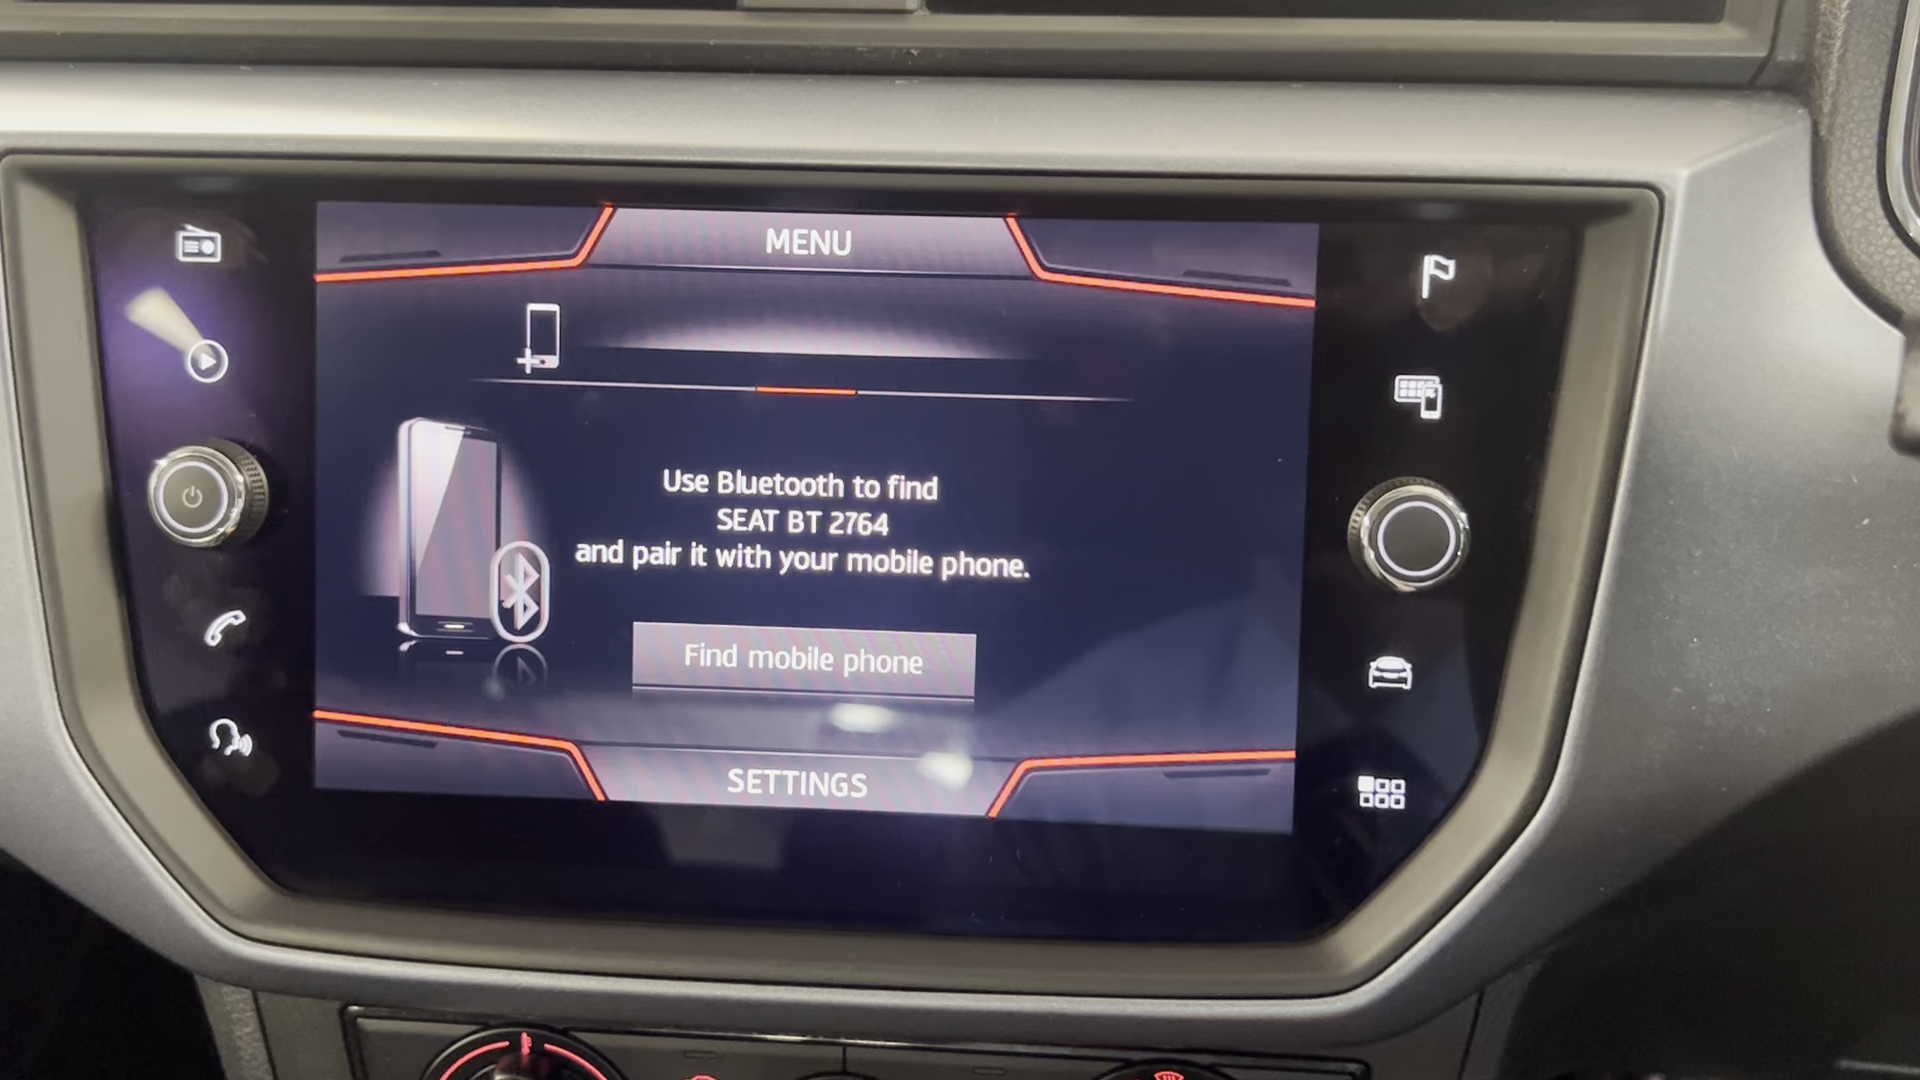 MENU
Use Bluetooth to find
SEAT BT 2764
and pair it with your mobile phone.
Find mobile phone
SETTINGS